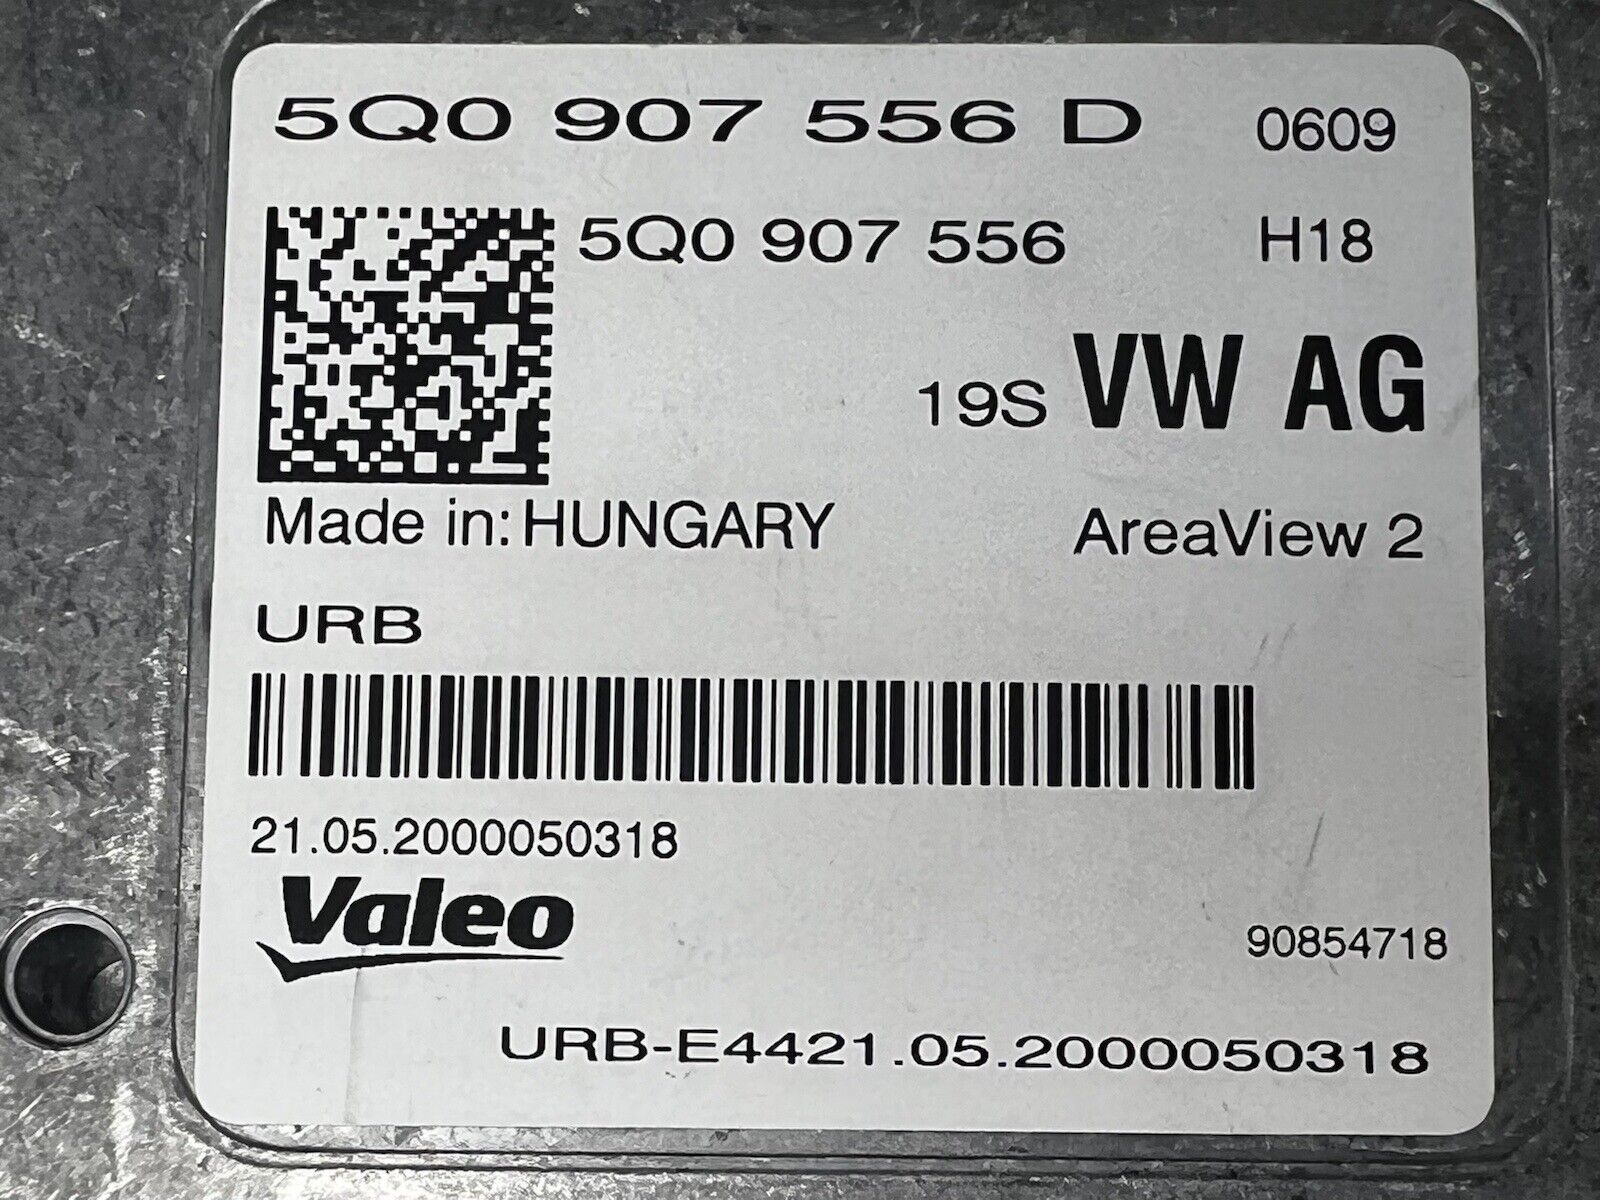 5Q0 907 556 D 0609
5Q0 907 556 H18
19S VW AG
Made in: HUNGARY AreaView 2
URB
21.05.2000050318
Valeo
90854718
URB-E4421.05.2000050318